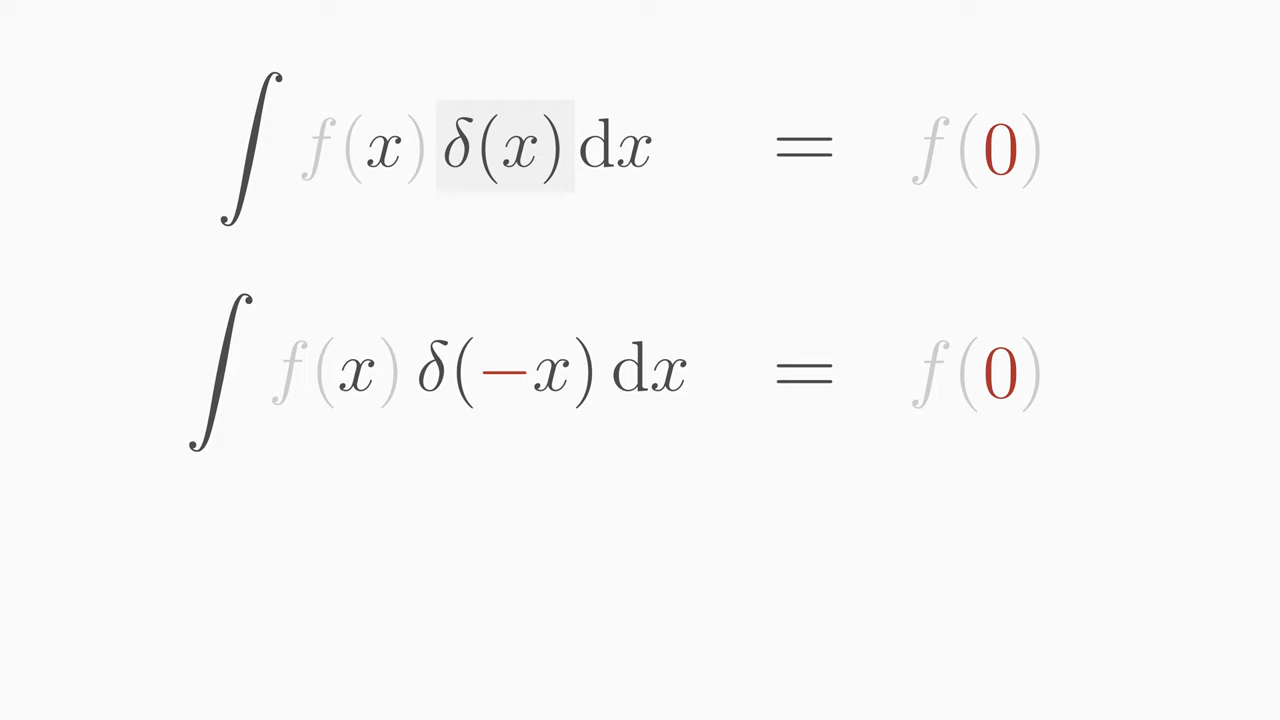 ∫ f(x) δ(x) dx = f(0)
∫ f(x) δ(−x) dx = f(0)